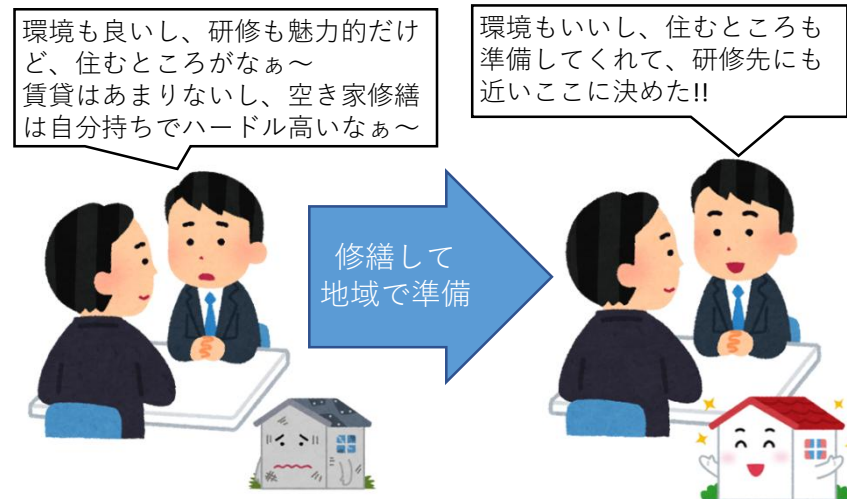 環境も良いし、研修も魅力的だけ
ど、住むところがなぁ～
賃貸はあまりないし、空き家修繕
は自分持ちでハードル高いなぁ～
環境もいいし、住むところも
準備してくれて、研修先にも
近いここに決めた!!
修繕して
地域で準備